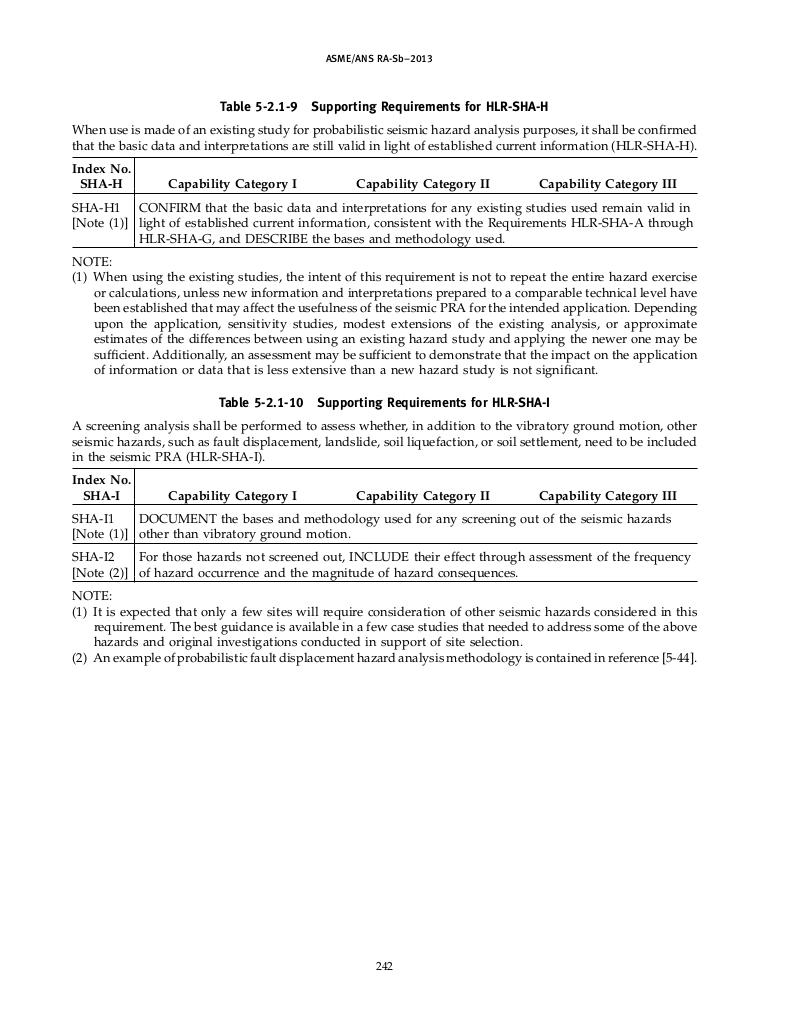 ASME/ANS RA-Sb–2013
Table 5-2.1-9 Supporting Requirements for HLR-SHA-H
When use is made of an existing study for probabilistic seismic hazard analysis purposes, it shall be confirmed
that the basic data and interpretations are still valid in light of established current information (HLR-SHA-H).
Index No.
SHA-H Capability Category I Capability Category II Capability Category III
SHA-H1 CONFIRM that the basic data and interpretations for any existing studies used remain valid in
[Note (1)] light of established current information, consistent with the Requirements HLR-SHA-A through
HLR-SHA-G, and DESCRIBE the bases and methodology used.
NOTE:
(1) When using the existing studies, the intent of this requirement is not to repeat the entire hazard exercise
or calculations, unless new information and interpretations prepared to a comparable technical level have
been established that may affect the usefulness of the seismic PRA for the intended application. Depending
upon the application, sensitivity studies, modest extensions of the existing analysis, or approximate
estimates of the differences between using an existing hazard study and applying the newer one may be
sufficient. Additionally, an assessment may be sufficient to demonstrate that the impact on the application
of information or data that is less extensive than a new hazard study is not significant.
Table 5-2.1-10 Supporting Requirements for HLR-SHA-I
A screening analysis shall be performed to assess whether, in addition to the vibratory ground motion, other
seismic hazards, such as fault displacement, landslide, soil liquefaction, or soil settlement, need to be included
in the seismic PRA (HLR-SHA-I).
Index No.
SHA-I Capability Category I Capability Category II Capability Category III
SHA-I1 DOCUMENT the bases and methodology used for any screening out of the seismic hazards
[Note (1)] other than vibratory ground motion.
SHA-I2 For those hazards not screened out, INCLUDE their effect through assessment of the frequency
[Note (2)] of hazard occurrence and the magnitude of hazard consequences.
NOTE:
(1) It is expected that only a few sites will require consideration of other seismic hazards considered in this
requirement. The best guidance is available in a few case studies that needed to address some of the above
hazards and original investigations conducted in support of site selection.
(2) An example of probabilistic fault displacement hazard analysis methodology is contained in reference [5-44].
242